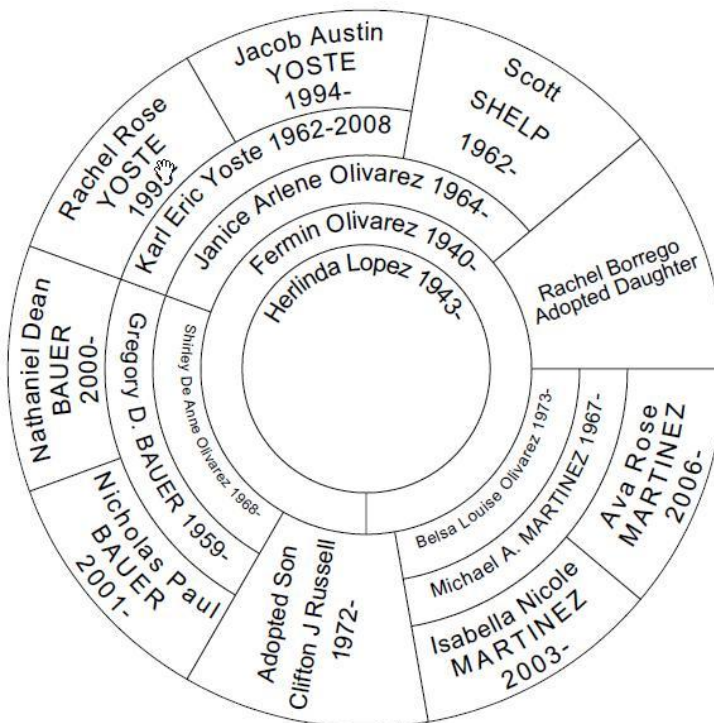 Jacob Austin
YOSTE
1994-
Scott
SHELP
1962-
Rachel Rose
YOSTE
Karl Eric Yoste 1962-2008
Janice Arlene Olivarez 1964-
Fermin Olivarez 1940-
Herlinda Lopez 1943-
Rachel Borrego
Adopted Daughter
Nathaniel Dean
BAUER
2000-
Gregory D. BAUER 1959-
Shirley De Anne Olivarez 1968-
Nicholas Paul
BAUER
2001-
Adopted Son
Clifton J Russell
1972-
Belsa Louise Olivarez 1973-
Michael A. MARTINEZ 1967-
Isabella Nicole
MARTINEZ
2003-
Ava Rose
MARTINEZ
2006-